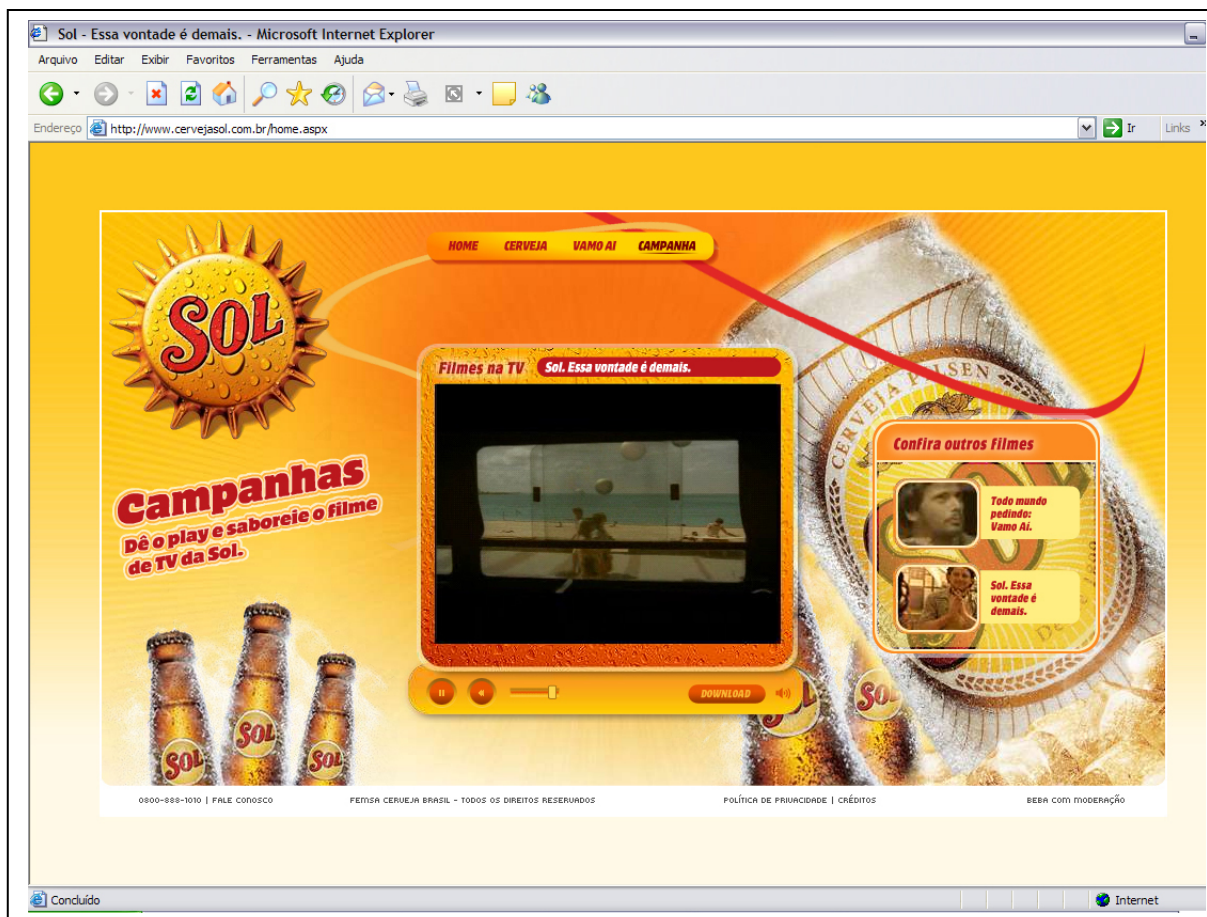 Sol - Essa vontade é demais. - Microsoft Internet Explorer
Arquivo Editar Exibir Favoritos Ferramentas Ajuda
Endereço http://www.cervejasol.com.br/home.aspx Ir Links »
HOME CERVEJA VAMO AI CAMPANHA
SOL
Filmes na TV Sol. Essa vontade é demais.
CERVEJA PILSEN
Campanhas
Dê o play e saboreie o filme
de TV da Sol.
Confira outros Filmes
Todo mundo
pedindo:
Vamo Aí.
Sol. Essa
vontade é
demais.
DOWNLOAD
SOL
SOL
SOL
SOL
SOL
0800-888-1010 | FALE CONOSCO FEMSA CERVEJA BRASIL - TODOS OS DIREITOS RESERVADOS POLÍTICA DE PRIVACIDADE | CRÉDITOS BEBA COM MODERAÇÃO
Concluído Internet